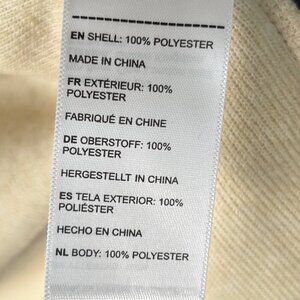 EN SHELL: 100% POLYESTER
MADE IN CHINA
FR EXTÉRIEUR: 100%
POLYESTER
FABRIQUÉ EN CHINE
DE OBERSTOFF: 100%
POLYESTER
HERGESTELLT IN CHINA
ES TELA EXTERIOR: 100%
POLIÉSTER
HECHO EN CHINA
NL BODY: 100% POLYESTER